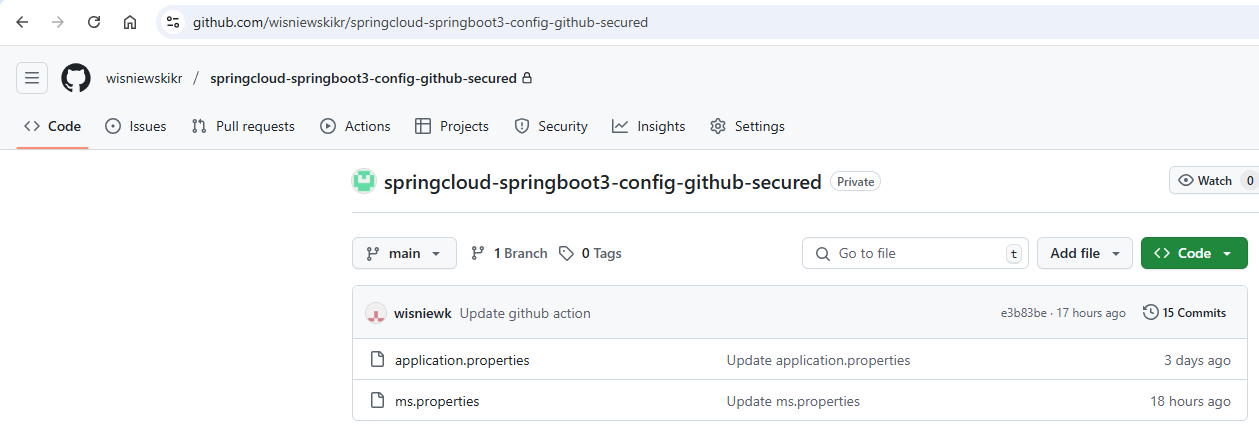 github.com/wisniewskikr/springcloud-springboot3-config-github-secured
wisniewskikr / springcloud-springboot3-config-github-secured
Code Issues Pull requests Actions Projects Security Insights Settings
springcloud-springboot3-config-github-secured Private Watch 0
main 1 Branch 0 Tags Go to file t Add file Code
wisniewk Update github action e3b83be · 17 hours ago 15 Commits
application.properties Update application.properties 3 days ago
ms.properties Update ms.properties 18 hours ago